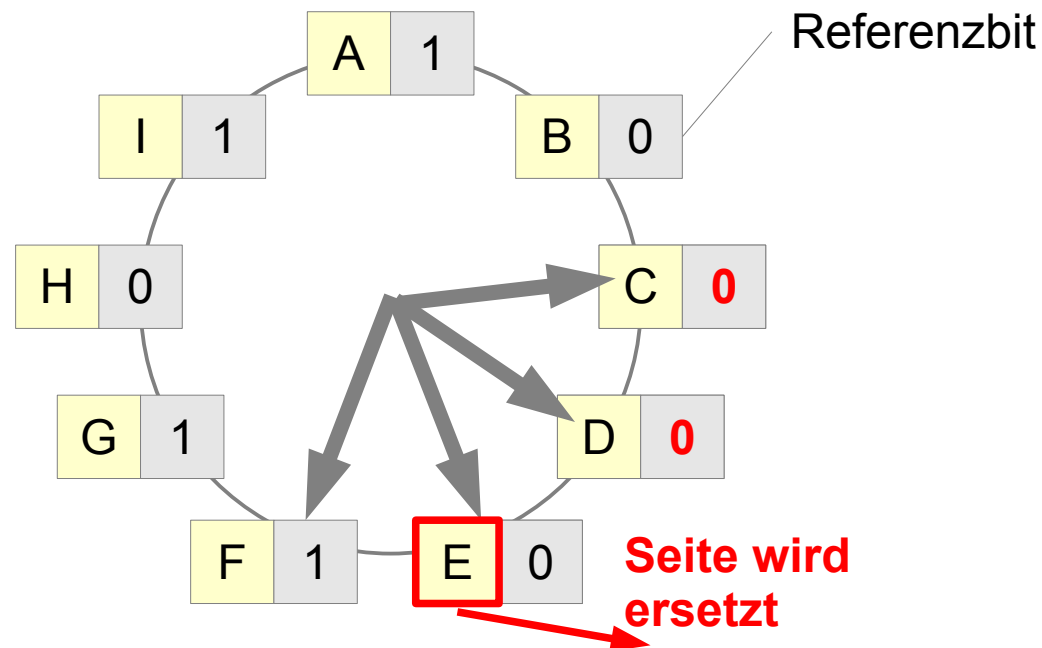 Referenzbit
A 1
I 1
B 0
H 0
C 0
G 1
D 0
F 1
E 0
Seite wird
ersetzt